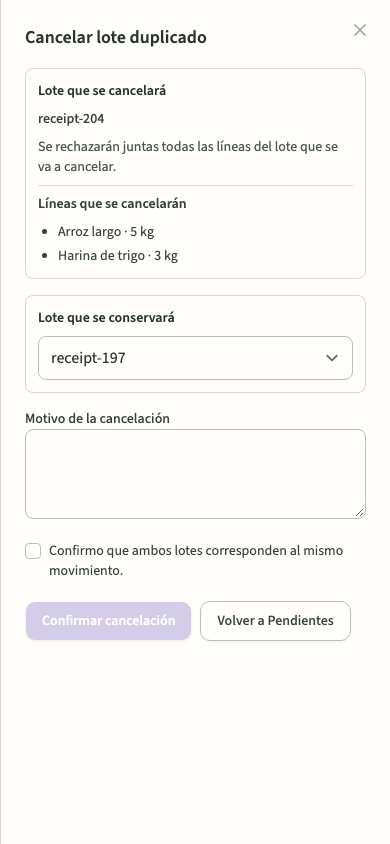 Cancelar lote duplicado
Lote que se cancelará
receipt-204
Se rechazarán juntas todas las líneas del lote que se
va a cancelar.
Líneas que se cancelarán
• Arroz largo · 5 kg
• Harina de trigo · 3 kg
Lote que se conservará
receipt-197
Motivo de la cancelación
Confirmo que ambos lotes corresponden al mismo
movimiento.
Confirmar cancelación
Volver a Pendientes